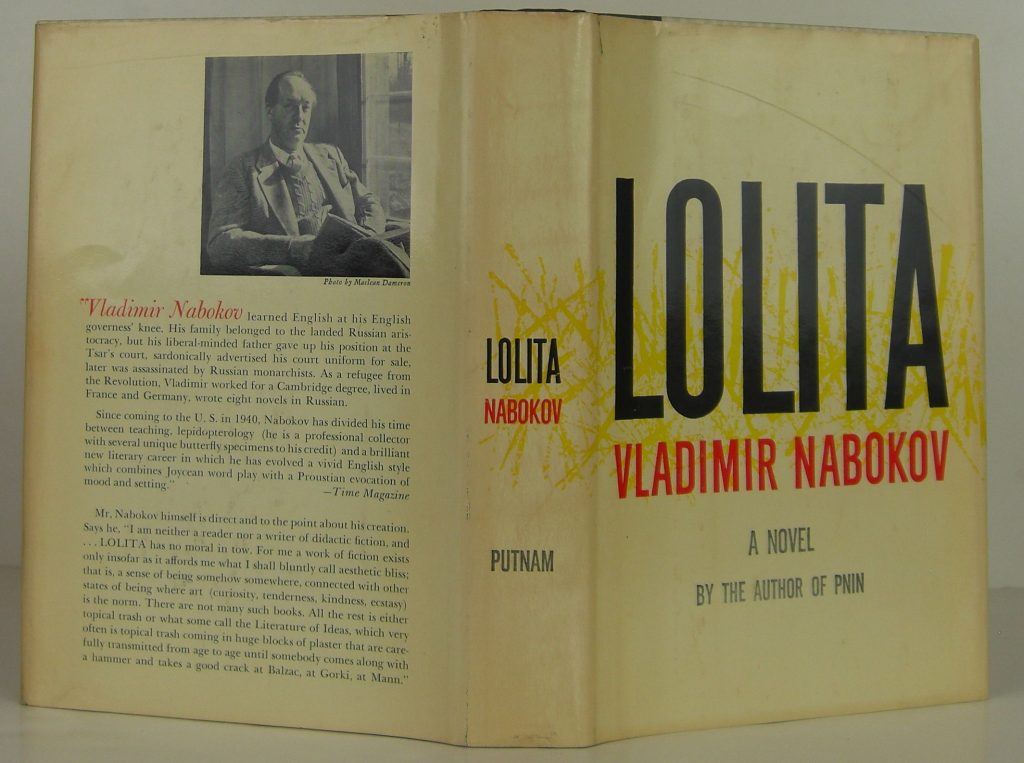 Photo by Maclean Dameron
"Vladimir Nabokov learned English at his English
governess' knee. His family belonged to the landed Russian aris-
tocracy, but his liberal-minded father gave up his position at the
Tsar's court, sardonically advertised his court uniform for sale,
later was assassinated by Russian monarchists. As a refugee from
the Revolution, Vladimir worked for a Cambridge degree, lived in
France and Germany, wrote eight novels in Russian.
Since coming to the U. S. in 1940, Nabokov has divided his time
between teaching, lepidopterology (he is a professional collector
with several unique butterfly specimens to his credit) and a brilliant
new literary career in which he has evolved a vivid English style
which combines Joycean word play with a Proustian evocation of
mood and setting."
—Time Magazine
Mr. Nabokov himself is direct and to the point about his creation.
Says he, "I am neither a reader nor a writer of didactic fiction, and
. . . LOLITA has no moral in tow. For me a work of fiction exists
only insofar as it affords me what I shall bluntly call aesthetic bliss;
that is, a sense of being somehow somewhere, connected with other
states of being where art (curiosity, tenderness, kindness, ecstasy)
is the norm. There are not many such books. All the rest is either
topical trash or what some call the Literature of Ideas, which very
often is topical trash coming in huge blocks of plaster that are care-
fully transmitted from age to age until somebody comes along with
a hammer and takes a good crack at Balzac, at Gorki, at Mann."
LOLITA
NABOKOV
PUTNAM
LOLITA
VLADIMIR NABOKOV
A NOVEL
BY THE AUTHOR OF PNIN